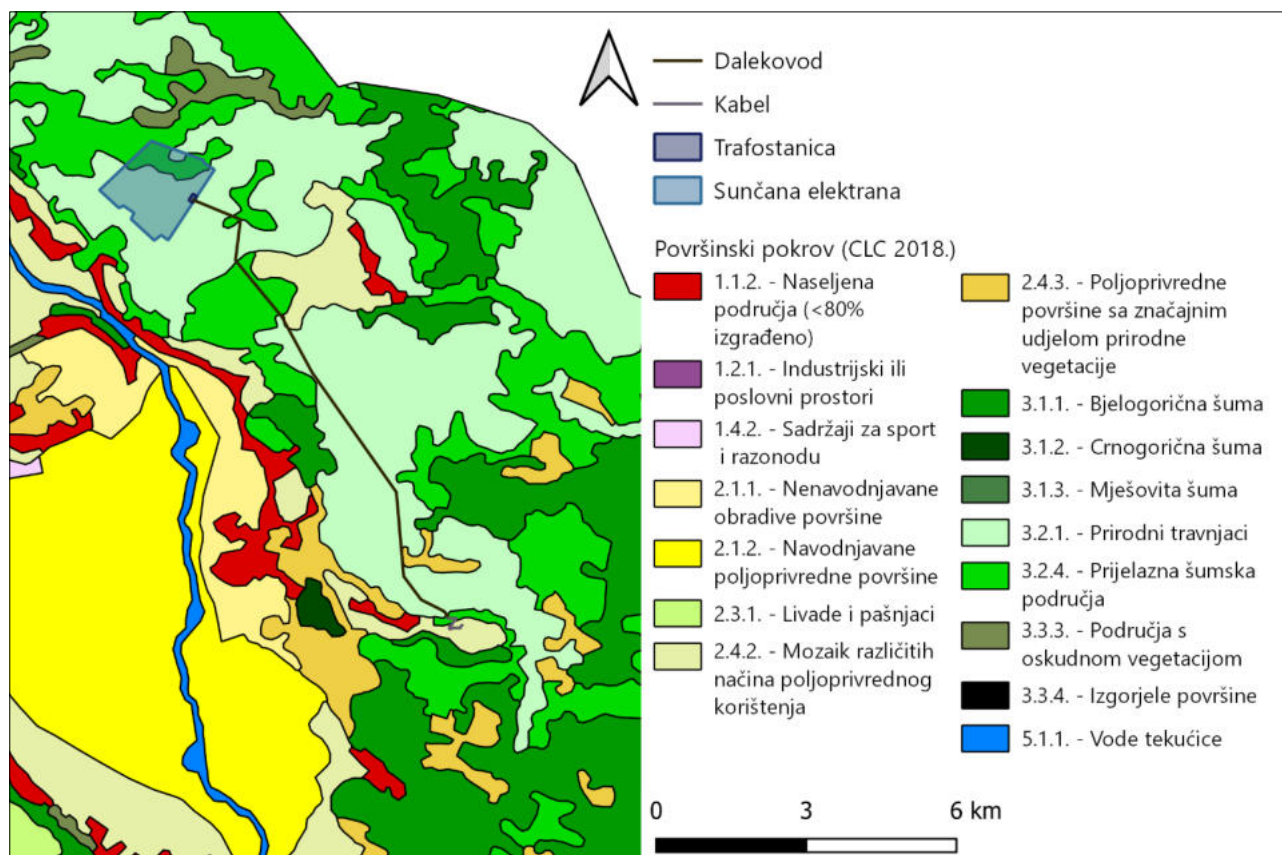 Dalekovod
Kabel
Trafostanica
Sunčana elektrana
Površinski pokrov (CLC 2018.)
1.1.2. - Naseljena
područja (<80%
izgrađeno)
1.2.1. - Industrijski ili
poslovni prostori
1.4.2. - Sadržaji za sport
i razonodu
2.1.1. - Nenavodnjavane
obradive površine
2.1.2. - Navodnjavane
poljoprivredne površine
2.3.1. - Livade i pašnjaci
2.4.2. - Mozaik različitih
načina poljoprivrednog
korištenja
2.4.3. - Poljoprivredne
površine sa značajnim
udjelom prirodne
vegetacije
3.1.1. - Bjelogorična šuma
3.1.2. - Crnogorična šuma
3.1.3. - Mješovita šuma
3.2.1. - Prirodni travnjaci
3.2.4. - Prijelazna šumska
područja
3.3.3. - Područja s
oskudnom vegetacijom
3.3.4. - Izgorjele površine
5.1.1. - Vode tekućice
0 3 6 km